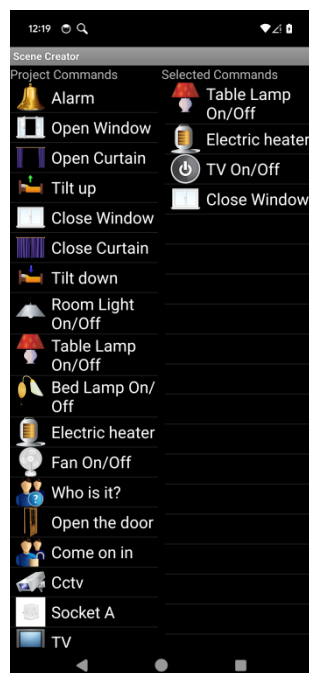 12:19
Scene Creator
Project Commands
Alarm
Open Window
Open Curtain
Tilt up
Close Window
Close Curtain
Tilt down
Room Light
On/Off
Table Lamp
On/Off
Bed Lamp On/
Off
Electric heater
Fan On/Off
Who is it?
Open the door
Come on in
Cctv
Socket A
TV
Selected Commands
Table Lamp
On/Off
Electric heater
TV On/Off
Close Window